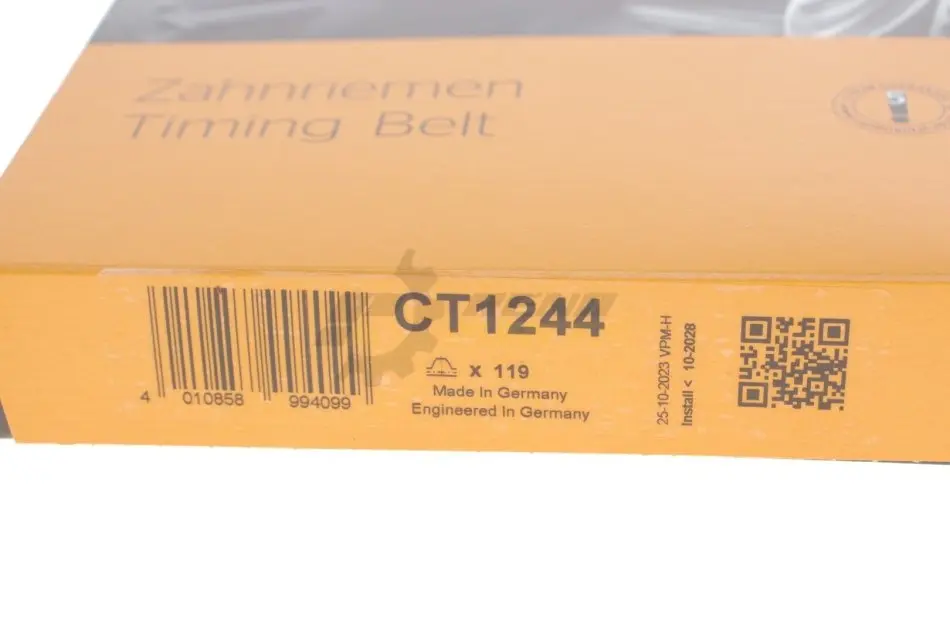 Zahnriemen
Timing Belt
CT1244
x 119
Made In Germany
Engineered In Germany
4 010858 994099
25-10-2023 VPM-H
Install < 10-2028